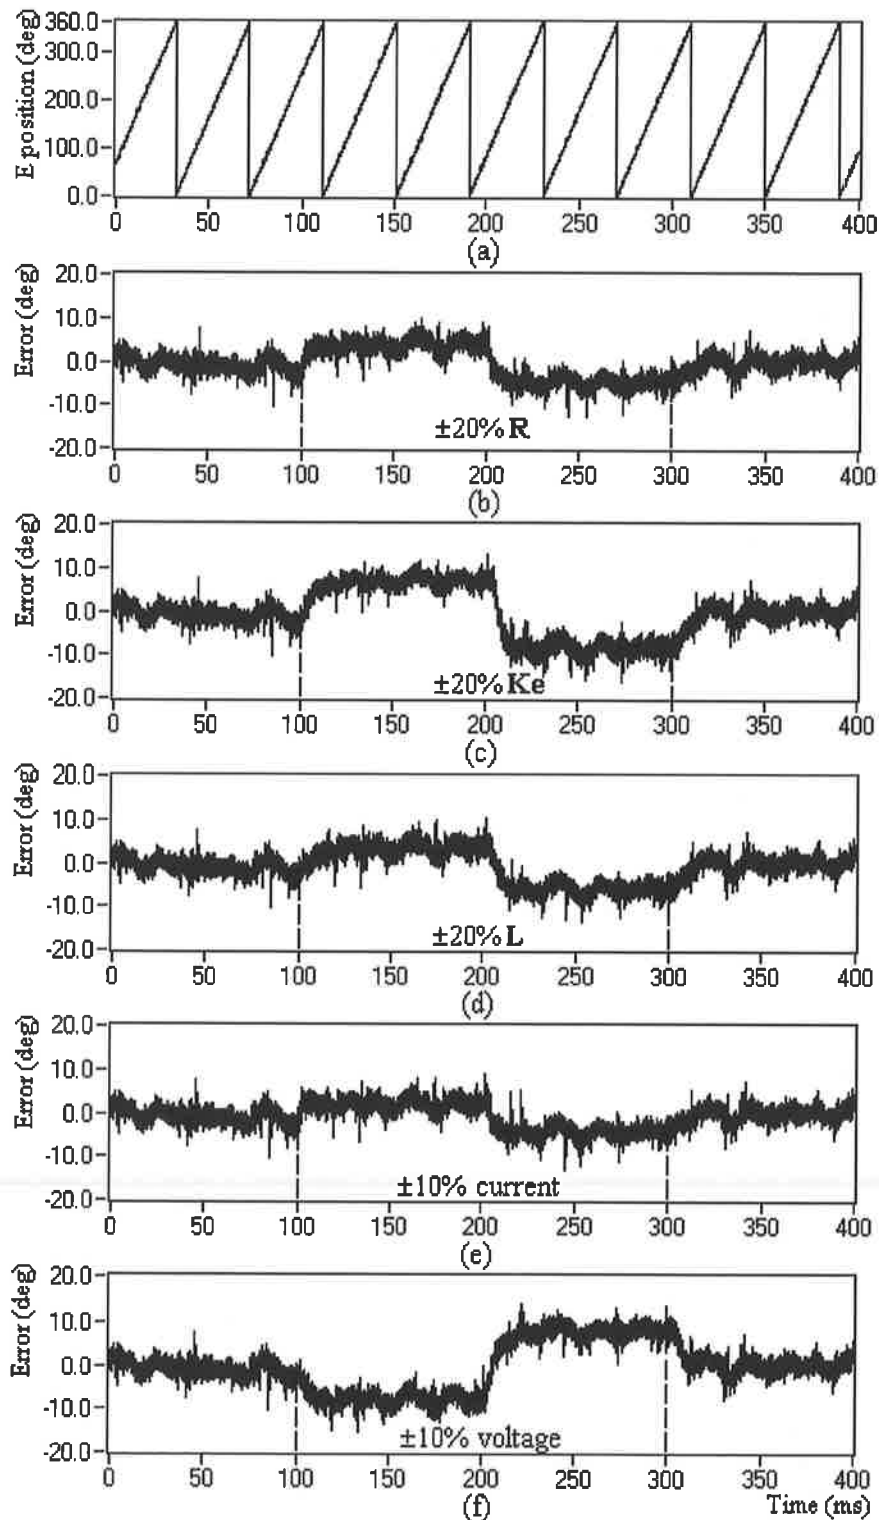 E position (deg)
360.0
300.0
200.0
100.0
0.0
0 50 100 150 200 250 300 350 400
(a)
Error (deg)
20.0
10.0
0.0
-10.0
-20.0
±20% R
0 50 100 150 200 250 300 350 400
(b)
Error (deg)
20.0
10.0
0.0
-10.0
-20.0
±20% Ke
0 50 100 150 200 250 300 350 400
(c)
Error (deg)
20.0
10.0
0.0
-10.0
-20.0
±20% L
0 50 100 150 200 250 300 350 400
(d)
Error (deg)
20.0
10.0
0.0
-10.0
-20.0
±10% current
0 50 100 150 200 250 300 350 400
(e)
Error (deg)
20.0
10.0
0.0
-10.0
-20.0
±10% voltage
0 50 100 150 200 250 300 350 400
(f)
Time (ms)